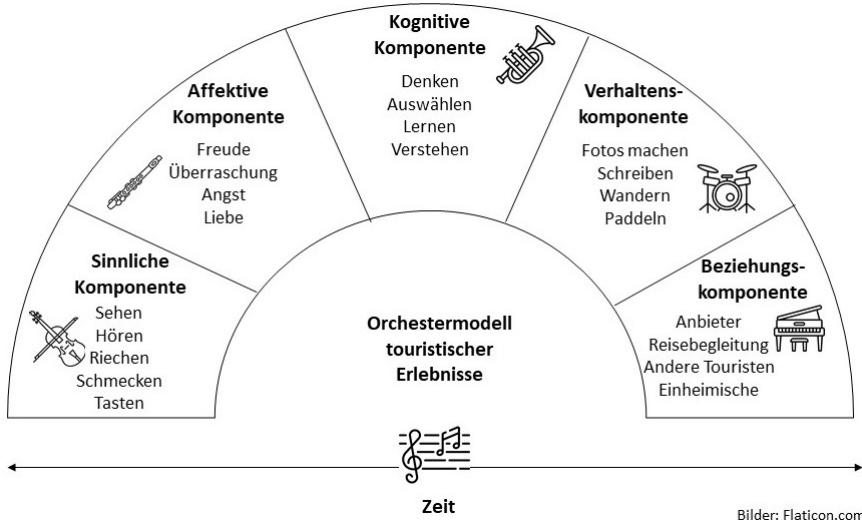 Kognitive
Komponente
Denken
Auswählen
Lernen
Verstehen
Affektive
Komponente
Freude
Überraschung
Angst
Liebe
Verhaltens-
komponente
Fotos machen
Schreiben
Wandern
Paddeln
Sinnliche
Komponente
Sehen
Hören
Riechen
Schmecken
Tasten
Beziehungs-
komponente
Anbieter
Reisebegleitung
Andere Touristen
Einheimische
Orchestermodell
touristischer
Erlebnisse
Zeit
Bilder: Flaticon.com